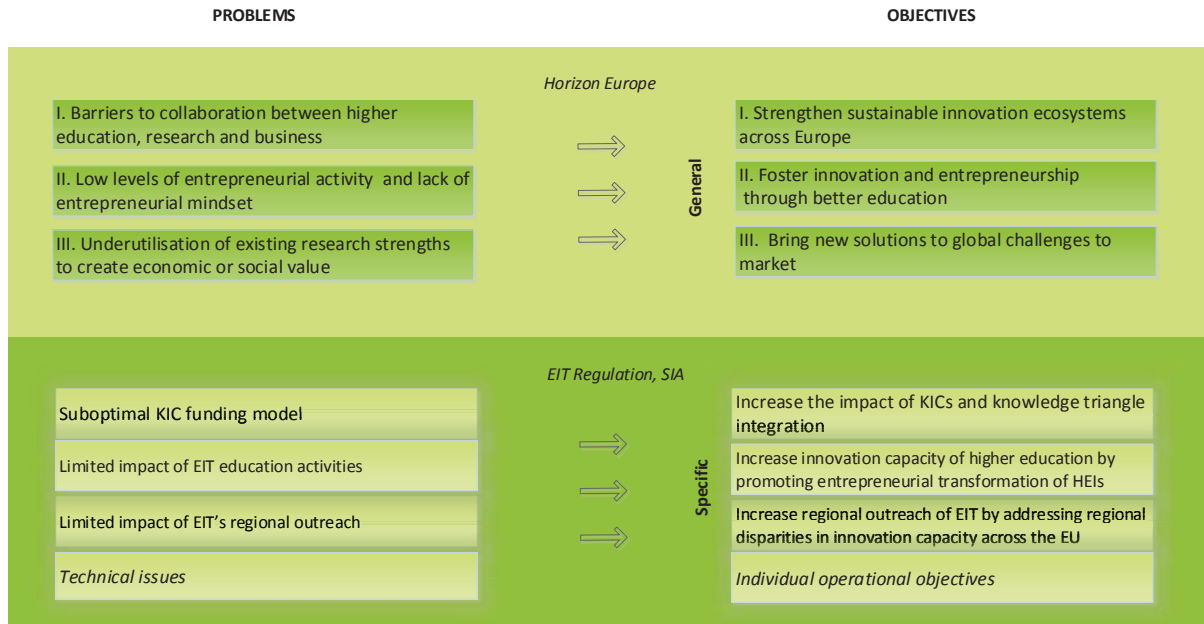 PROBLEMS
OBJECTIVES
Horizon Europe
I. Barriers to collaboration between higher
education, research and business
II. Low levels of entrepreneurial activity and lack of
entrepreneurial mindset
III. Underutilisation of existing research strengths
to create economic or social value
General
I. Strengthen sustainable innovation ecosystems
across Europe
II. Foster innovation and entrepreneurship
through better education
III. Bring new solutions to global challenges to
market
EIT Regulation, SIA
Suboptimal KIC funding model
Limited impact of EIT education activities
Limited impact of EIT's regional outreach
Technical issues
Specific
Increase the impact of KICs and knowledge triangle
integration
Increase innovation capacity of higher education by
promoting entrepreneurial transformation of HEIs
Increase regional outreach of EIT by addressing regional
disparities in innovation capacity across the EU
Individual operational objectives